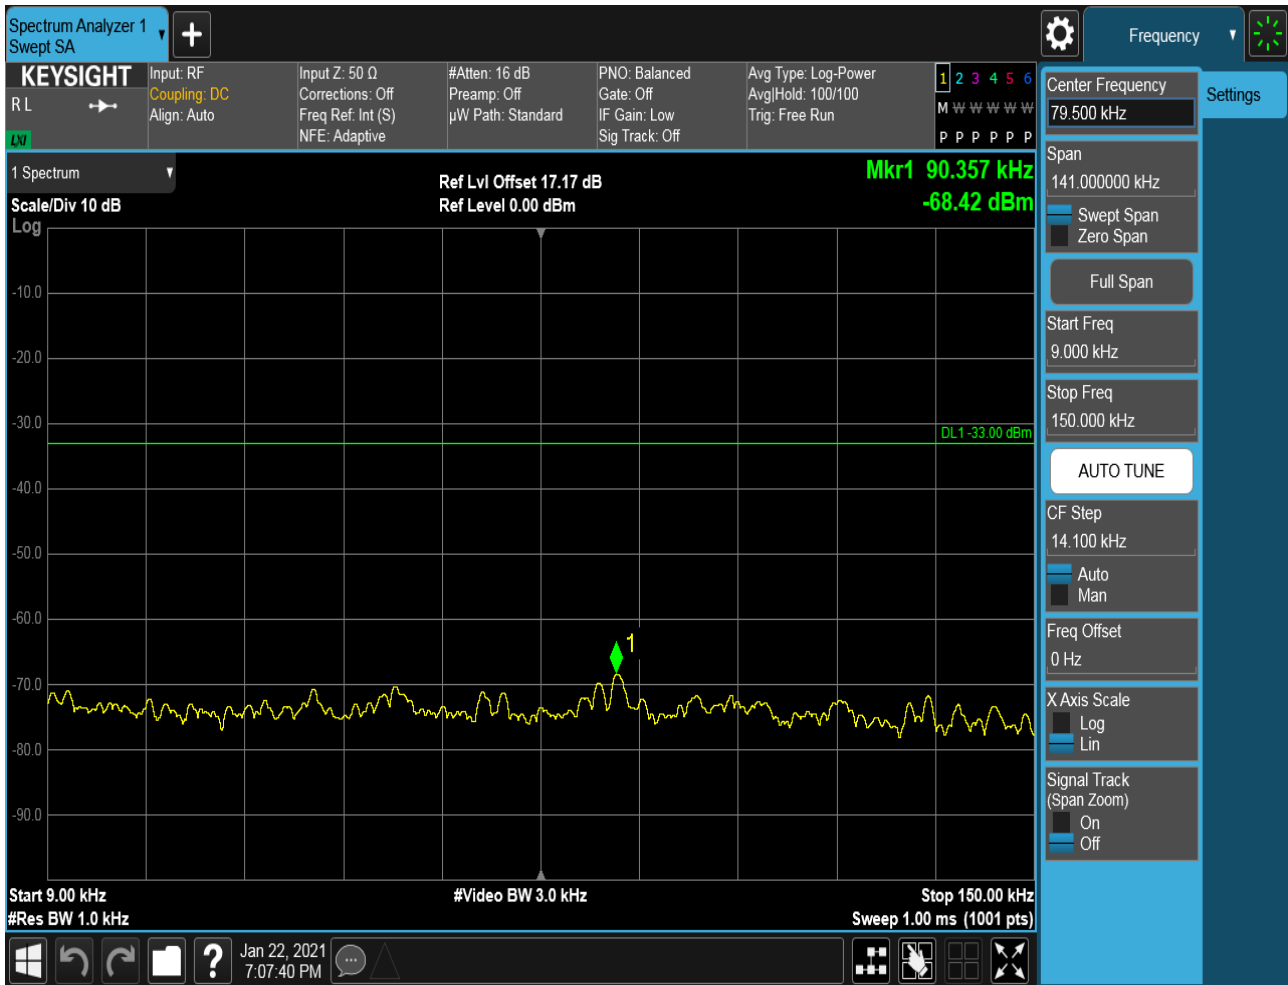 Spectrum Analyzer 1
Swept SA
+
Frequency
KEYSIGHT
R L
LXI
Input: RF
Coupling: DC
Align: Auto
Input Z: 50 Ω
Corrections: Off
Freq Ref: Int (S)
NFE: Adaptive
#Atten: 16 dB
Preamp: Off
µW Path: Standard
PNO: Balanced
Gate: Off
IF Gain: Low
Sig Track: Off
Avg Type: Log-Power
Avg|Hold: 100/100
Trig: Free Run
1 2 3 4 5 6
M W W W W W
P P P P P P
1 Spectrum
Scale/Div 10 dB
Log
Ref Lvl Offset 17.17 dB
Ref Level 0.00 dBm
Mkr1 90.357 kHz
-68.42 dBm
-10.0
-20.0
-30.0
DL1 -33.00 dBm
-40.0
-50.0
-60.0
1
-70.0
-80.0
-90.0
Start 9.00 kHz
#Video BW 3.0 kHz
Stop 150.00 kHz
#Res BW 1.0 kHz
Sweep 1.00 ms (1001 pts)
?
Jan 22, 2021
7:07:40 PM
Center Frequency
79.500 kHz
Settings
Span
141.000000 kHz
Swept Span
Zero Span
Full Span
Start Freq
9.000 kHz
Stop Freq
150.000 kHz
AUTO TUNE
CF Step
14.100 kHz
Auto
Man
Freq Offset
0 Hz
X Axis Scale
Log
Lin
Signal Track
(Span Zoom)
On
Off